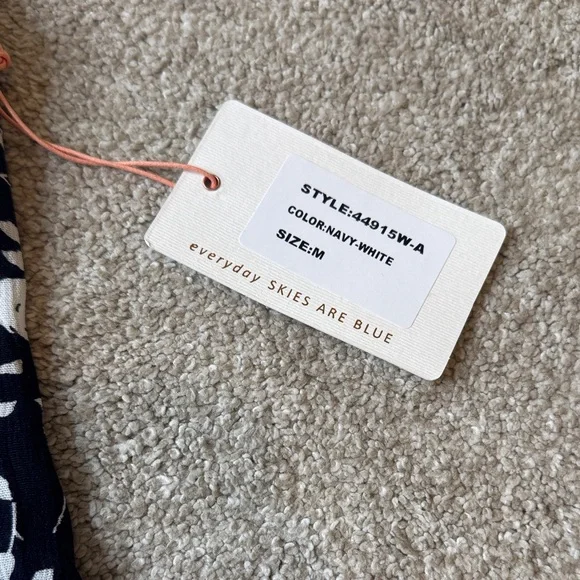 STYLE:44915W-A
COLOR:NAVY-WHITE
SIZE:M
everyday SKIES ARE BLUE